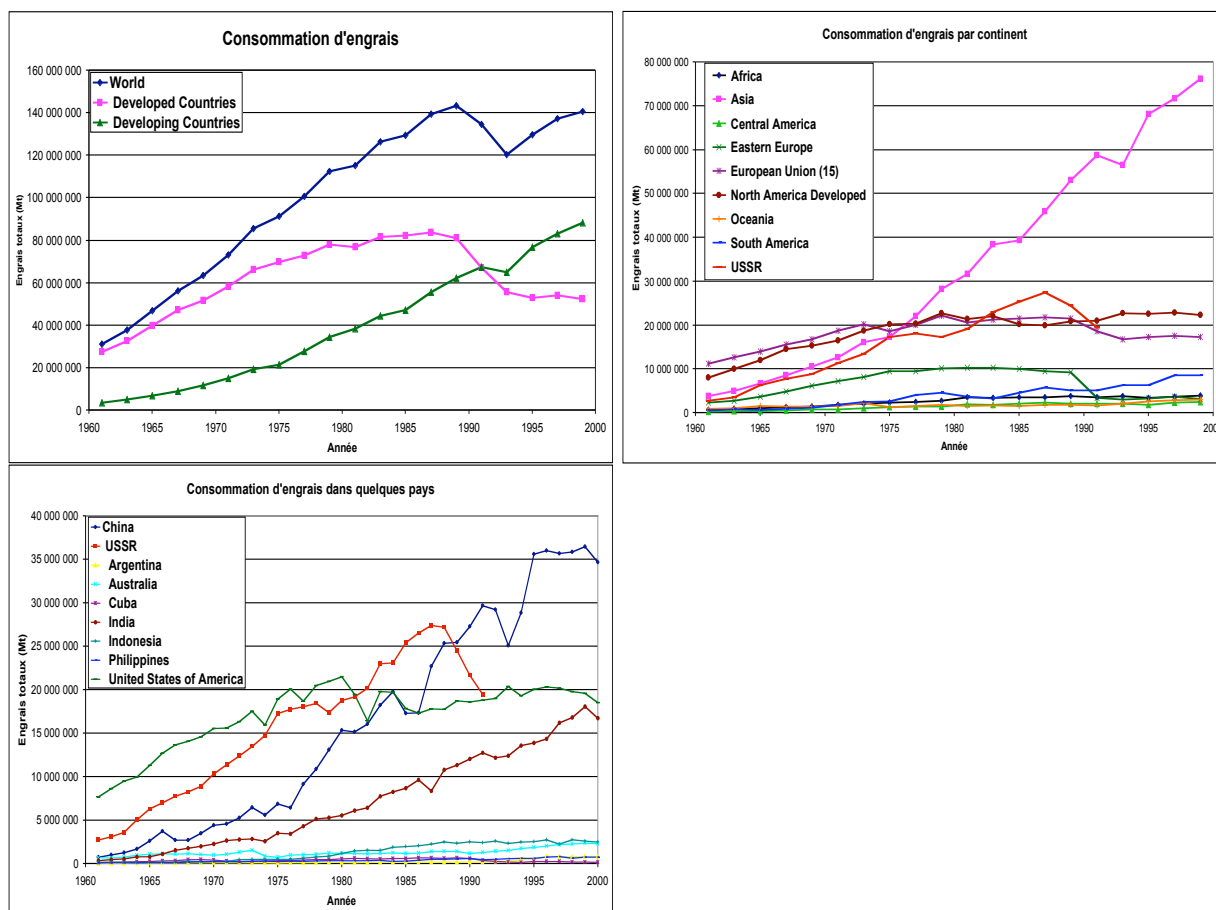 Consommation d'engrais
Engrais totaux (Mt)
160 000 000
140 000 000
120 000 000
100 000 000
80 000 000
60 000 000
40 000 000
20 000 000
0
World
Developed Countries
Developing Countries
1960 1965 1970 1975 1980 1985 1990 1995 2000
Année
Consommation d'engrais par continent
Engrais totaux (Mt)
80 000 000
70 000 000
60 000 000
50 000 000
40 000 000
30 000 000
20 000 000
10 000 000
0
Africa
Asia
Central America
Eastern Europe
European Union (15)
North America Developed
Oceania
South America
USSR
1960 1965 1970 1975 1980 1985 1990 1995 200
Année
Consommation d'engrais dans quelques pays
Engrais totaux (Mt)
40 000 000
35 000 000
30 000 000
25 000 000
20 000 000
15 000 000
10 000 000
5 000 000
0
China
USSR
Argentina
Australia
Cuba
India
Indonesia
Philippines
United States of America
1960 1965 1970 1975 1980 1985 1990 1995 2000
Année